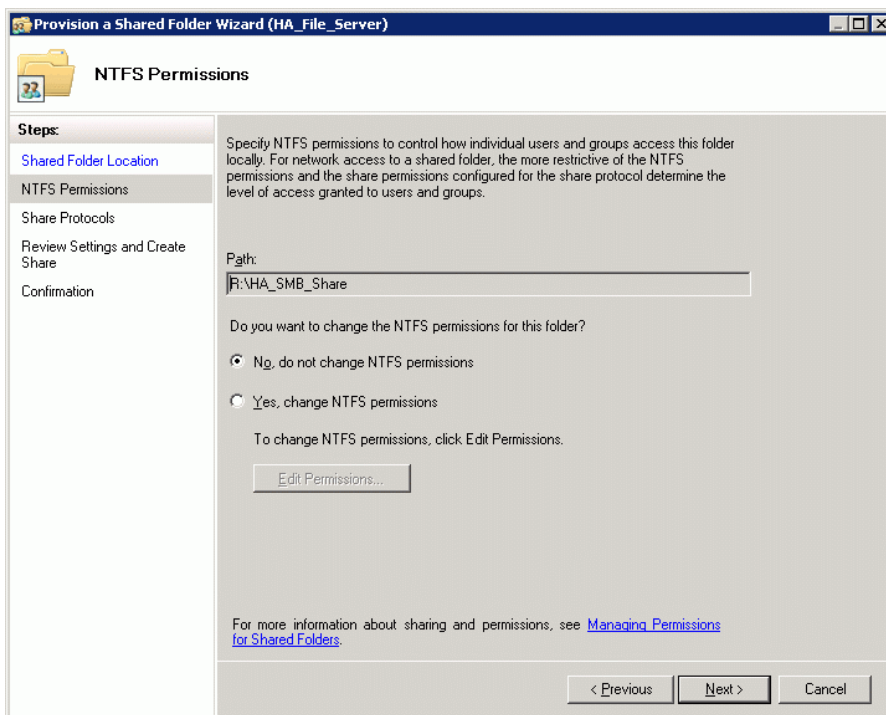 Provision a Shared Folder Wizard (HA_File_Server)
NTFS Permissions
Steps:
Shared Folder Location
NTFS Permissions
Share Protocols
Review Settings and Create
Share
Confirmation
Specify NTFS permissions to control how individual users and groups access this folder
locally. For network access to a shared folder, the more restrictive of the NTFS
permissions and the share permissions configured for the share protocol determine the
level of access granted to users and groups.
Path:
R:\HA_SMB_Share
Do you want to change the NTFS permissions for this folder?
No, do not change NTFS permissions
Yes, change NTFS permissions
To change NTFS permissions, click Edit Permissions.
Edit Permissions...
For more information about sharing and permissions, see Managing Permissions
for Shared Folders.
< Previous
Next >
Cancel